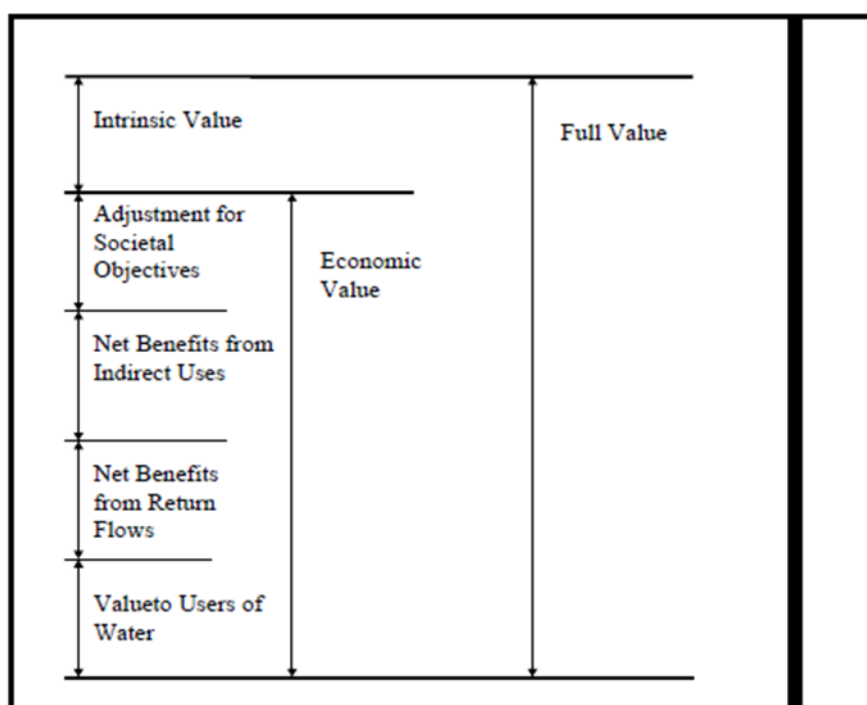 Intrinsic Value
Full Value
Adjustment for
Societal
Objectives
Economic
Value
Net Benefits from
Indirect Uses
Net Benefits
from Return
Flows
Valueto Users of
Water